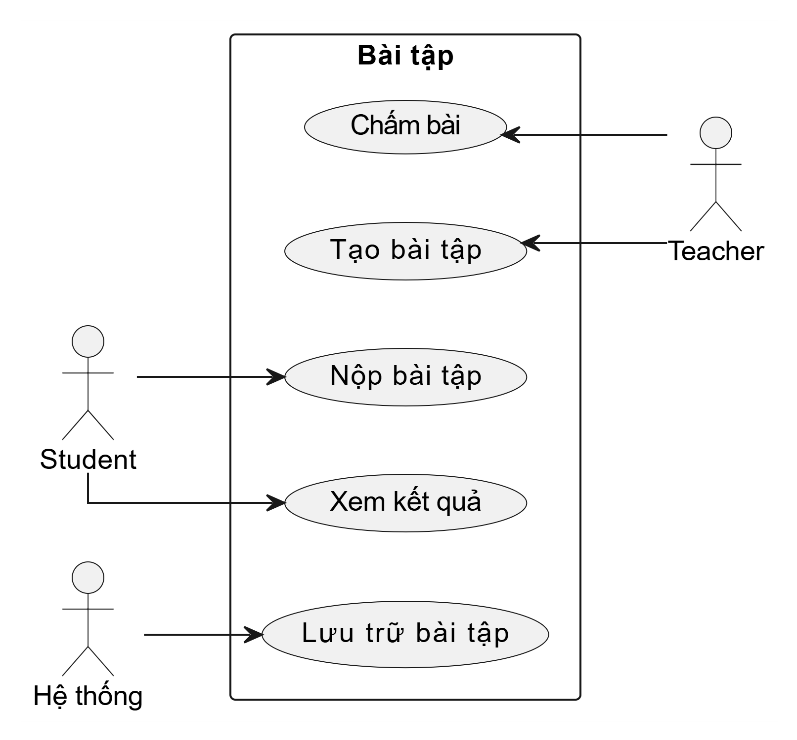 Bài tập
Chấm bài
Teacher
Tạo bài tập
Nộp bài tập
Student
Xem kết quả
Lưu trữ bài tập
Hệ thống